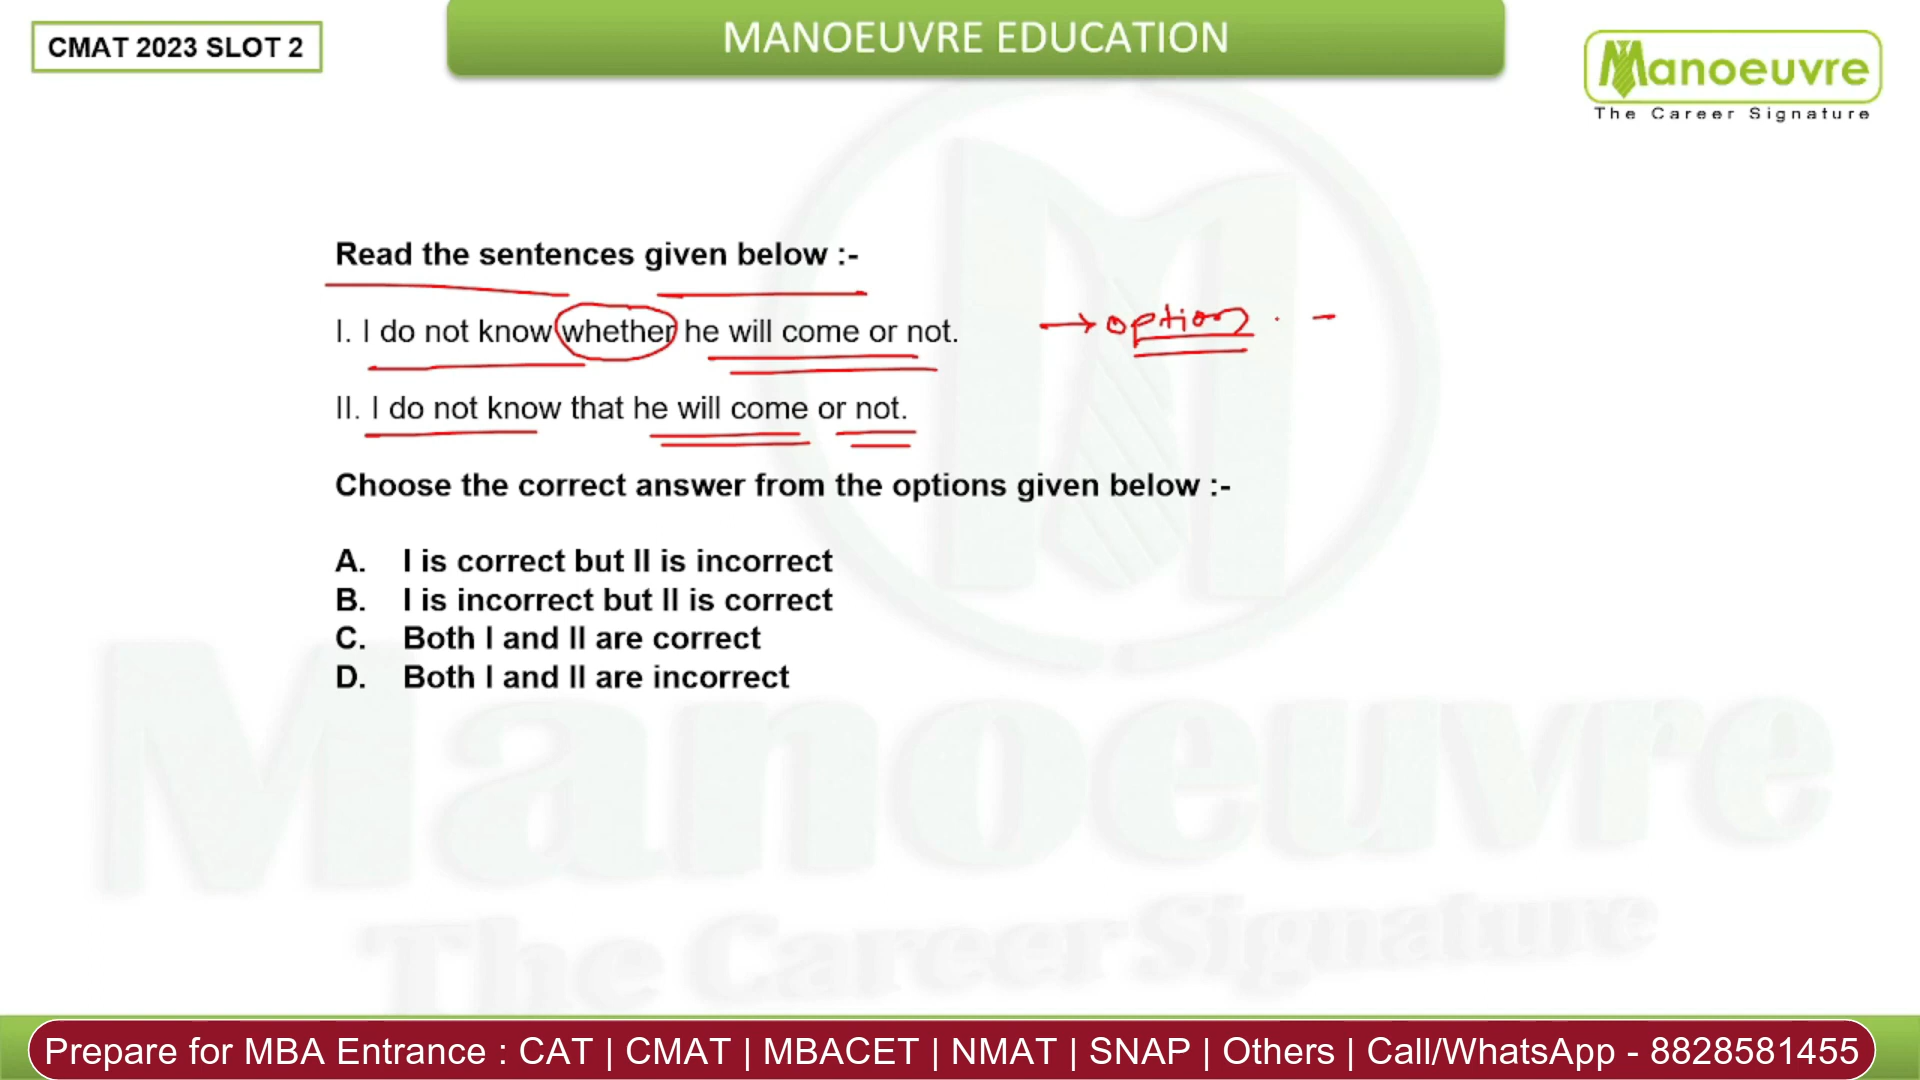 CMAT 2023 SLOT 2
MANOEUVRE EDUCATION
Manoeuvre
The Career Signature
Read the sentences given below :-
I. I do not know whether he will come or not.
→ option . -
II. I do not know that he will come or not.
Choose the correct answer from the options given below :-
A. I is correct but II is incorrect
B. I is incorrect but II is correct
C. Both I and II are correct
D. Both I and II are incorrect
Manoeuvre
The Career Signature
Prepare for MBA Entrance : CAT | CMAT | MBACET | NMAT | SNAP | Others | Call/WhatsApp - 8828581455